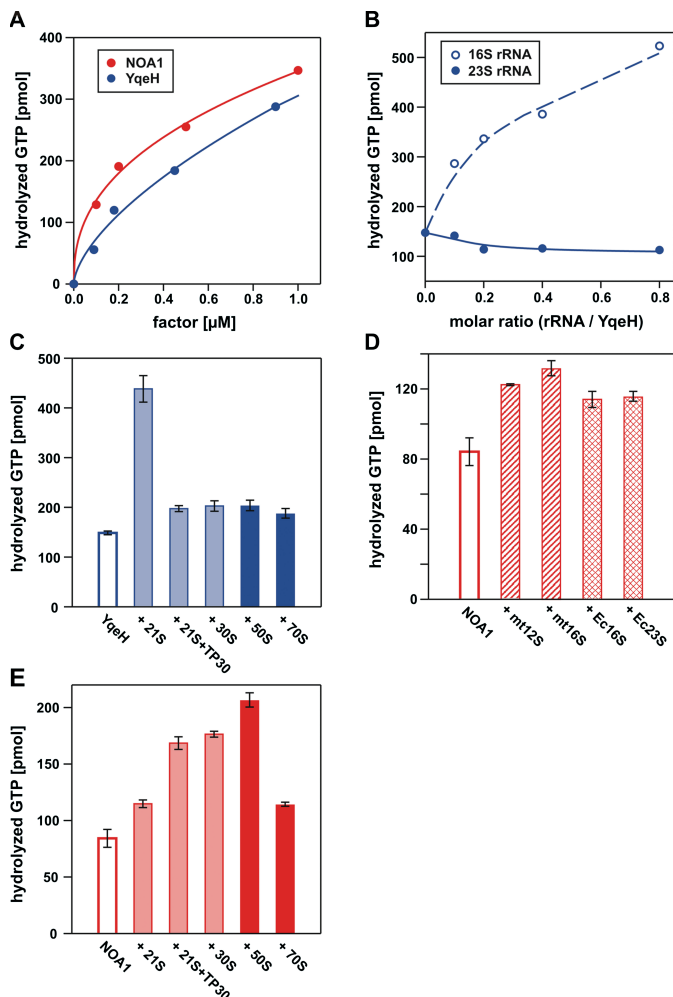 A
400
300
200
100
0
hydrolyzed GTP [pmol]
NOA1
YqeH
0.0 0.2 0.4 0.6 0.8 1.0
factor [µM]
B
500
400
300
200
100
hydrolyzed GTP [pmol]
16S rRNA
23S rRNA
0.0 0.2 0.4 0.6 0.8
molar ratio (rRNA / YqeH)
C
500
400
300
200
100
0
hydrolyzed GTP [pmol]
YqeH
+ 21S
+ 21S+TP30
+ 30S
+ 50S
+ 70S
D
120
80
40
0
hydrolyzed GTP [pmol]
NOA1
+ mt12S
+ mt16S
+ Ec16S
+ Ec23S
E
200
150
100
50
0
hydrolyzed GTP [pmol]
NOA1
+ 21S
+ 21S+TP30
+ 30S
+ 50S
+ 70S